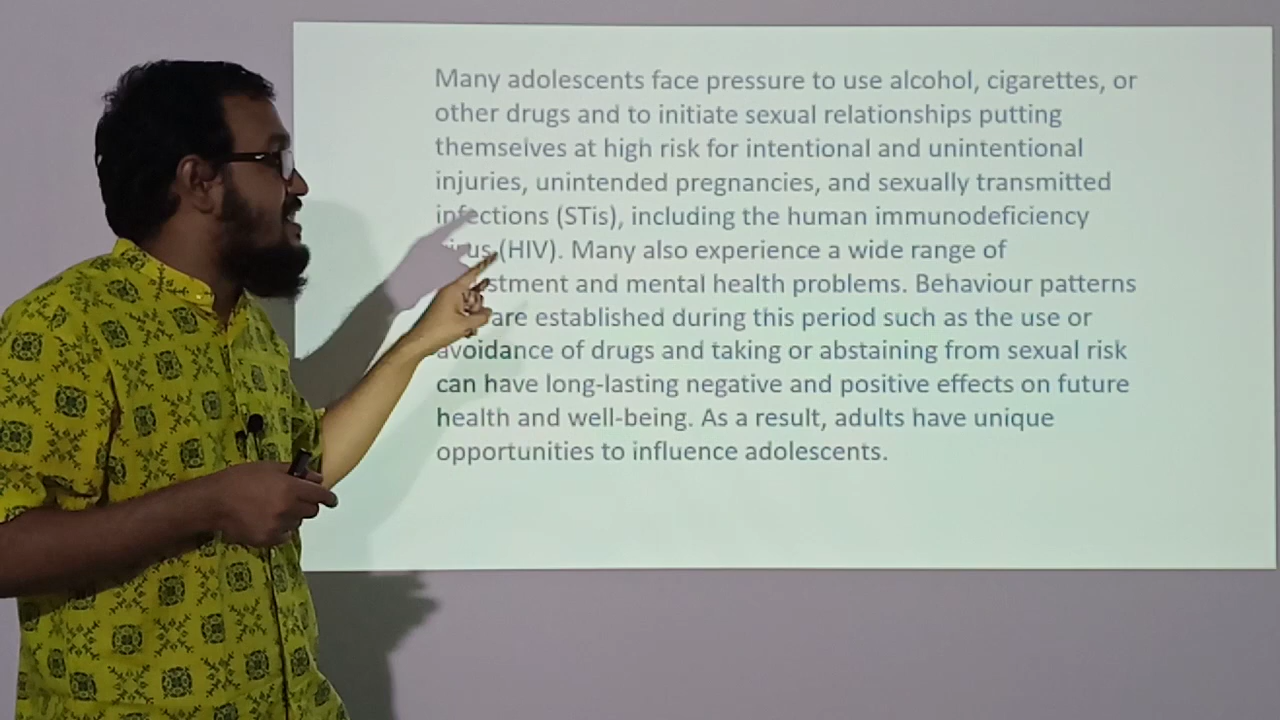 Many adolescents face pressure to use alcohol, cigarettes, or
other drugs and to initiate sexual relationships putting
themselves at high risk for intentional and unintentional
injuries, unintended pregnancies, and sexually transmitted
infections (STis), including the human immunodeficiency
(HIV). Many also experience a wide range of
and mental health problems. Behaviour patterns
are established during this period such as the use or
avoidance of drugs and taking or abstaining from sexual risk
can have long-lasting negative and positive effects on future
health and well-being. As a result, adults have unique
opportunities to influence adolescents.